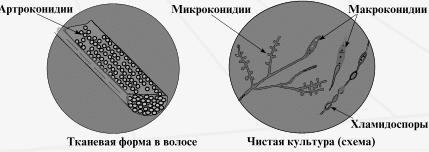 Артроконидии
Микроконидии
Макроконидии
Хламидоспоры
Тканевая форма в волосе
Чистая культура (схема)